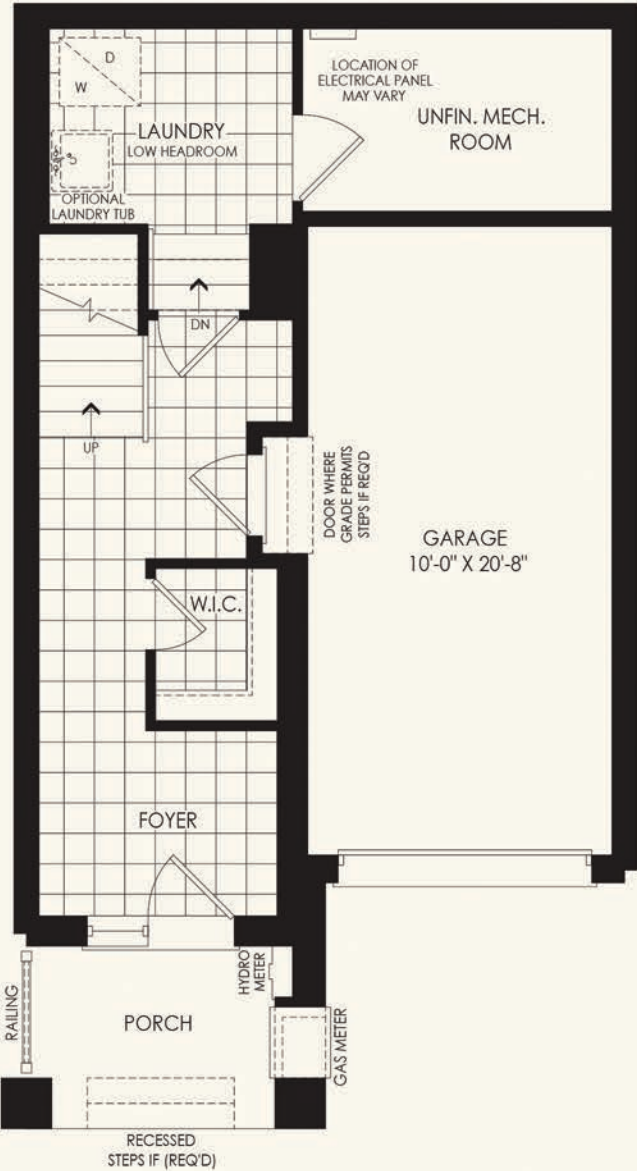 D
W
LOCATION OF
ELECTRICAL PANEL
MAY VARY
UNFIN. MECH.
ROOM
LAUNDRY
LOW HEADROOM
OPTIONAL
LAUNDRY TUB
DN
UP
DOOR WHERE
GRADE PERMITS
STEPS IF REQ'D
GARAGE
10'-0" X 20'-8"
W.I.C.
FOYER
HYDRO
METER
RAILING
PORCH
GAS METER
RECESSED
STEPS IF (REQ'D)